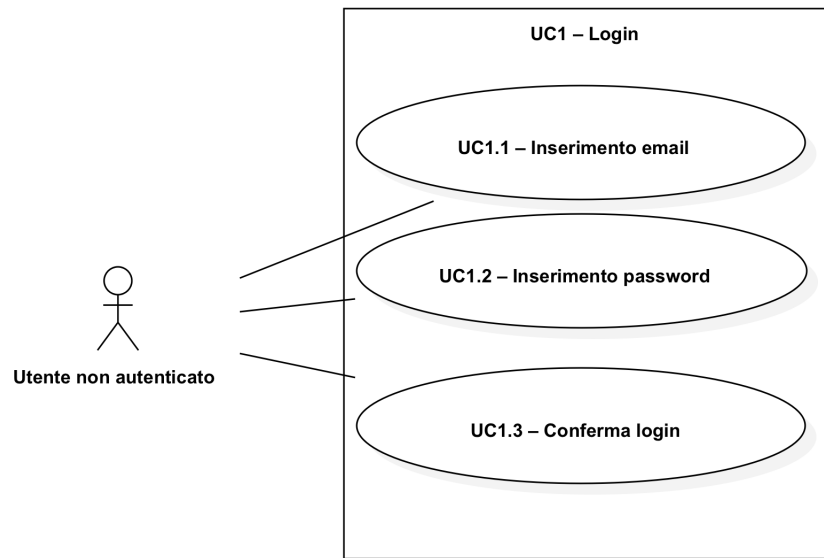 UC1 – Login
UC1.1 – Inserimento email
UC1.2 – Inserimento password
Utente non autenticato
UC1.3 – Conferma login